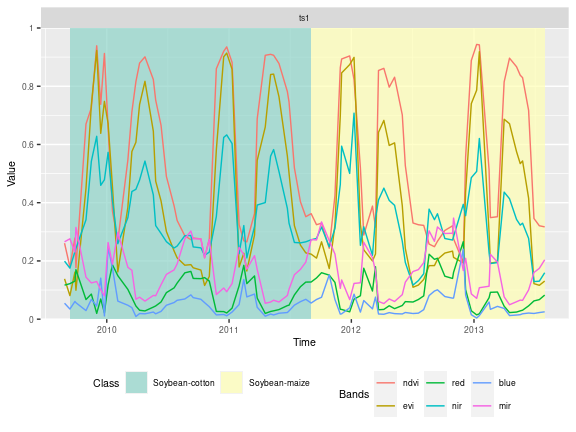 ts1
1
0.8
0.6
0.4
0.2
0
Value
2010
2011
2012
2013
Time
Class
Soybean-cotton
Soybean-maize
Bands
ndvi
red
blue
evi
nir
mir